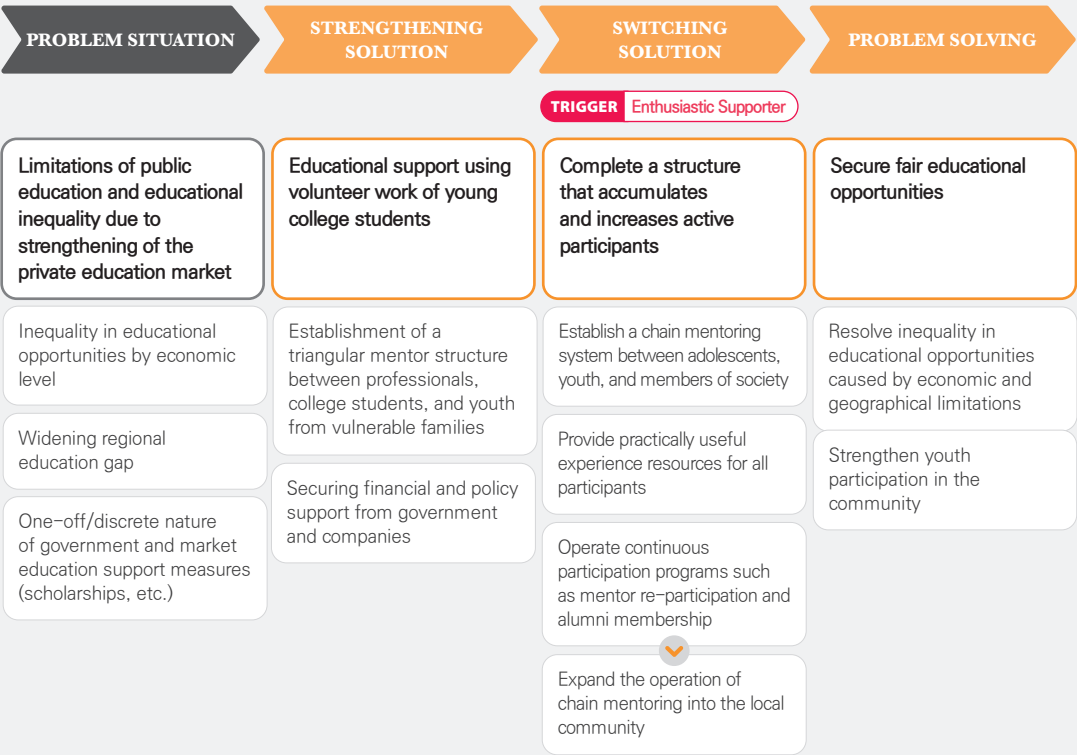 PROBLEM SITUATION
STRENGTHENING
SOLUTION
SWITCHING
SOLUTION
PROBLEM SOLVING
TRIGGER Enthusiastic Supporter
Limitations of public
education and educational
inequality due to
strengthening of the
private education market
Inequality in educational
opportunities by economic
level
Widening regional
education gap
One-off/discrete nature
of government and market
education support measures
(scholarships, etc.)
Educational support using
volunteer work of young
college students
Establishment of a
triangular mentor structure
between professionals,
college students, and youth
from vulnerable families
Securing financial and policy
support from government
and companies
Complete a structure
that accumulates
and increases active
participants
Establish a chain mentoring
system between adolescents,
youth, and members of society
Provide practically useful
experience resources for all
participants
Operate continuous
participation programs such
as mentor re-participation and
alumni membership
Expand the operation of
chain mentoring into the local
community
Secure fair educational
opportunities
Resolve inequality in
educational opportunities
caused by economic and
geographical limitations
Strengthen youth
participation in the
community